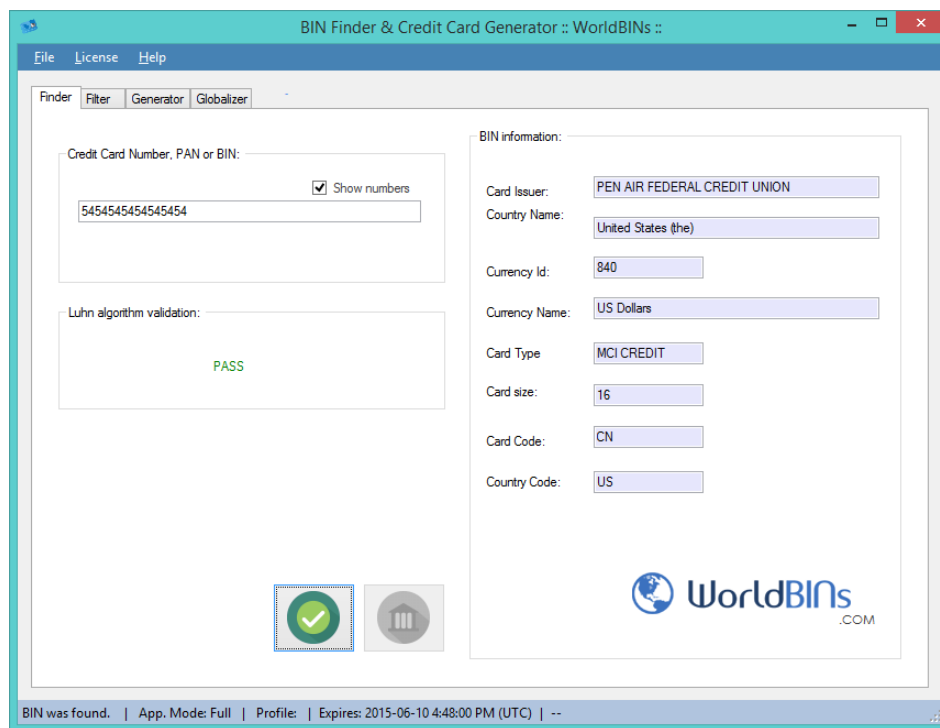 BIN Finder & Credit Card Generator :: WorldBINs ::
File License Help
Finder Filter Generator Globalizer
Credit Card Number, PAN or BIN:
Show numbers
5454545454545454
Luhn algorithm validation:
PASS
BIN information:
Card Issuer: PEN AIR FEDERAL CREDIT UNION
Country Name: United States (the)
Currency Id: 840
Currency Name: US Dollars
Card Type MCI CREDIT
Card size: 16
Card Code: CN
Country Code: US
WorldBINs
.COM
BIN was found. | App. Mode: Full | Profile: | Expires: 2015-06-10 4:48:00 PM (UTC) | --